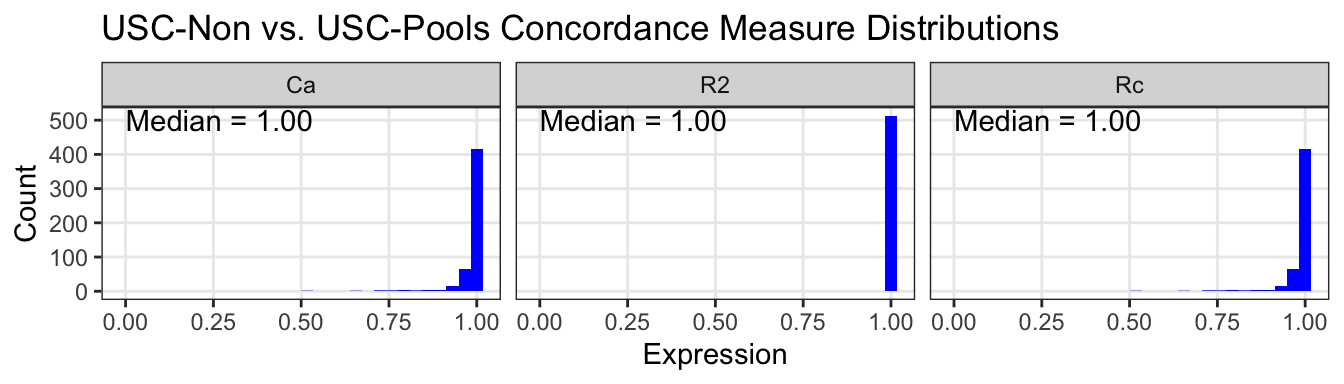 USC-Non vs. USC-Pools Concordance Measure Distributions
Ca R2 Rc
Median = 1.00 Median = 1.00 Median = 1.00
Count
500
400
300
200
100
0
0.00 0.25 0.50 0.75 1.00 0.00 0.25 0.50 0.75 1.00 0.00 0.25 0.50 0.75 1.00
Expression